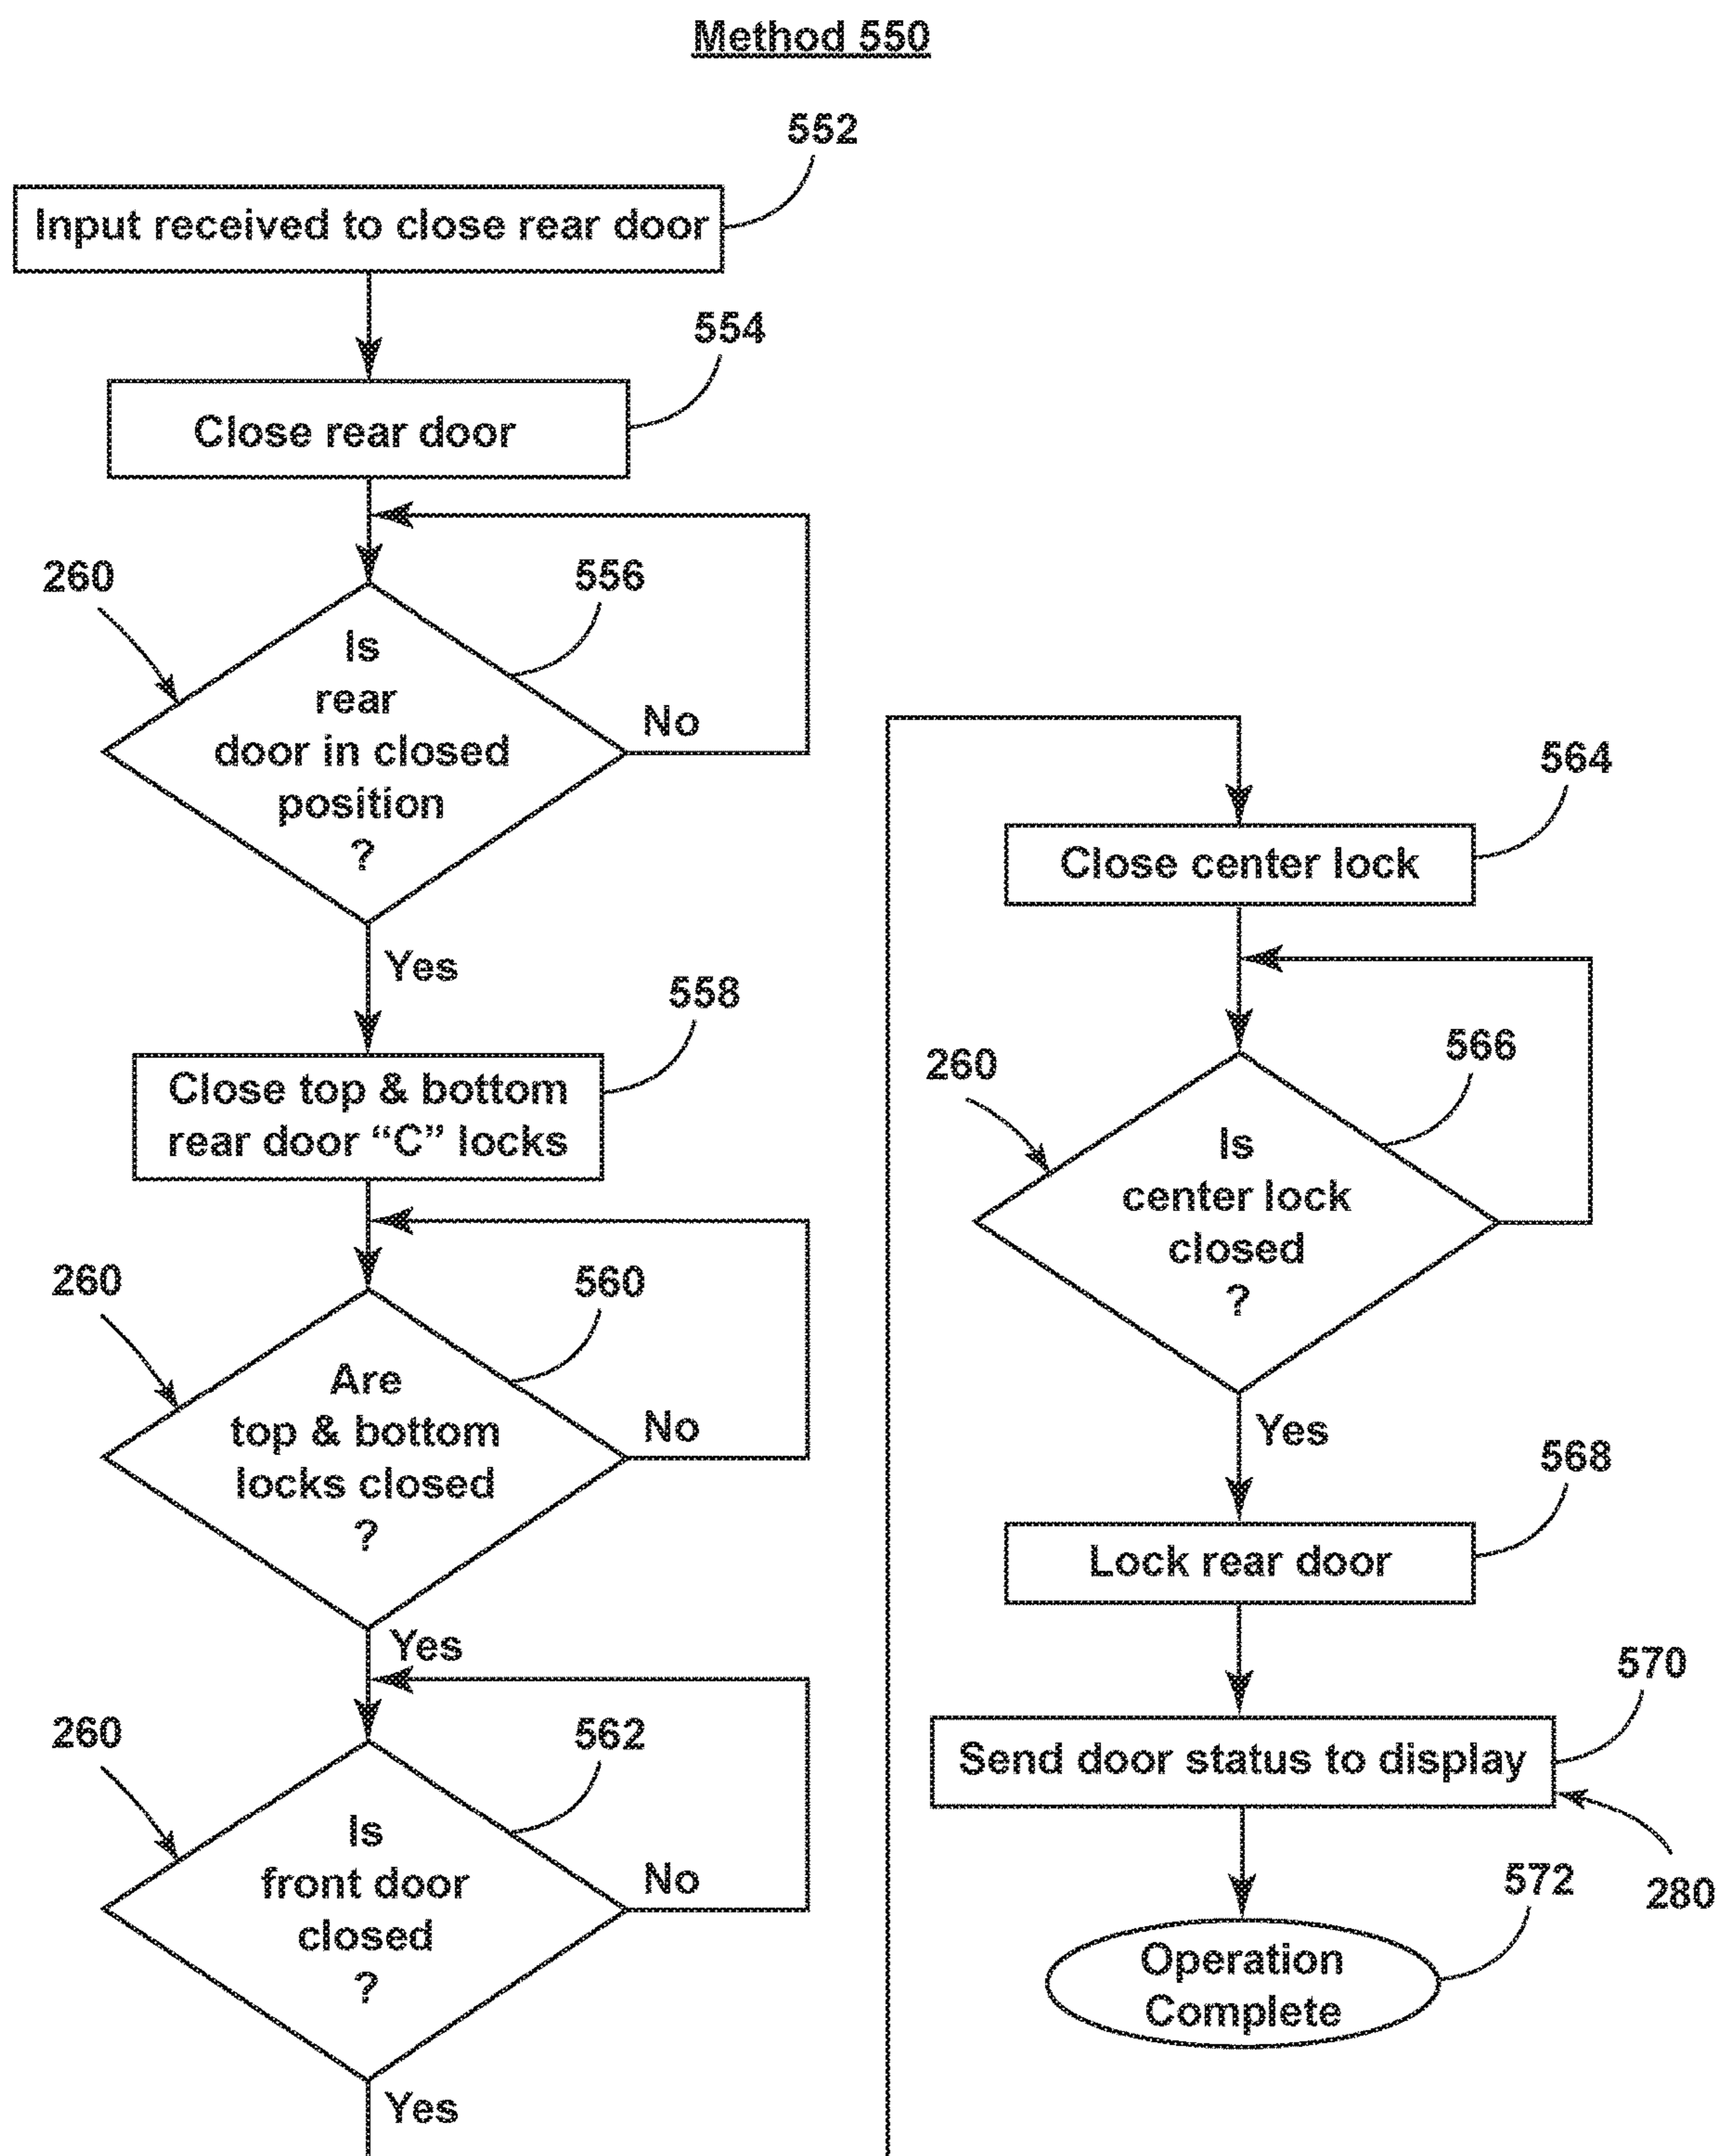 Method 550
552
Input received to close rear door
554
Close rear door
260
556
Is
rear
door in closed
position
?
No
Yes
558
Close top & bottom
rear door “C” locks
260
560
Are
top & bottom
locks closed
?
No
Yes
260
562
Is
front door
closed
?
No
Yes
564
Close center lock
260
566
Is
center lock
closed
?
Yes
568
Lock rear door
570
Send door status to display
280
572
Operation
Complete